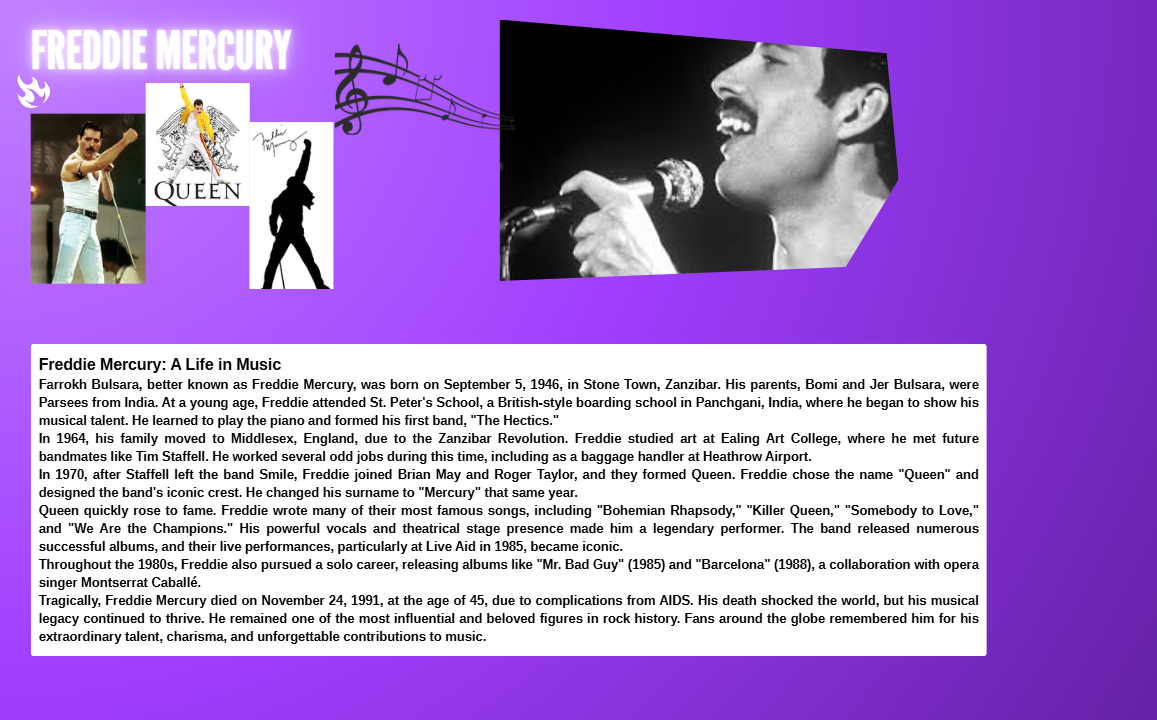 FREDDIE MERCURY
QUEEN
Freddie
Mercury
Freddie Mercury: A Life in Music
Farrokh Bulsara, better known as Freddie Mercury, was born on September 5, 1946, in Stone Town, Zanzibar. His parents, Bomi and Jer Bulsara, were
Parsees from India. At a young age, Freddie attended St. Peter's School, a British-style boarding school in Panchgani, India, where he began to show his
musical talent. He learned to play the piano and formed his first band, "The Hectics."
In 1964, his family moved to Middlesex, England, due to the Zanzibar Revolution. Freddie studied art at Ealing Art College, where he met future
bandmates like Tim Staffell. He worked several odd jobs during this time, including as a baggage handler at Heathrow Airport.
In 1970, after Staffell left the band Smile, Freddie joined Brian May and Roger Taylor, and they formed Queen. Freddie chose the name "Queen" and
designed the band's iconic crest. He changed his surname to "Mercury" that same year.
Queen quickly rose to fame. Freddie wrote many of their most famous songs, including "Bohemian Rhapsody," "Killer Queen," "Somebody to Love,"
and "We Are the Champions." His powerful vocals and theatrical stage presence made him a legendary performer. The band released numerous
successful albums, and their live performances, particularly at Live Aid in 1985, became iconic.
Throughout the 1980s, Freddie also pursued a solo career, releasing albums like "Mr. Bad Guy" (1985) and "Barcelona" (1988), a collaboration with opera
singer Montserrat Caballé.
Tragically, Freddie Mercury died on November 24, 1991, at the age of 45, due to complications from AIDS. His death shocked the world, but his musical
legacy continued to thrive. He remained one of the most influential and beloved figures in rock history. Fans around the globe remembered him for his
extraordinary talent, charisma, and unforgettable contributions to music.